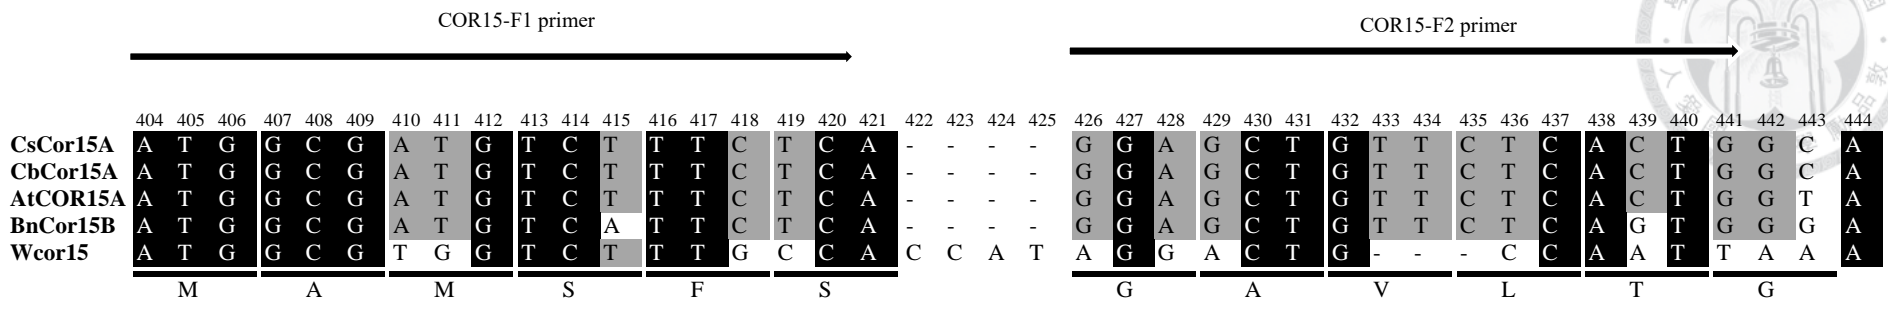 COR15-F1 primer COR15-F2 primer
404 405 406 407 408 409 410 411 412 413 414 415 416 417 418 419 420 421 422 423 424 425 426 427 428 429 430 431 432 433 434 435 436 437 438 439 440 441 442 443 444
CsCor15A A T G G C G A T G T C T T T C T C A - - - - G G A G C T G T T C T C A C T G G C A
CbCor15A A T G G C G A T G T C T T T C T C A - - - - G G A G C T G T T C T C A C T G G C A
AtCOR15A A T G G C G A T G T C T T T C T C A - - - - G G A G C T G T T C T C A C T G G T A
BnCor15B A T G G C G A T G T C A T T C T C A - - - - G G A G C T G T T C T C A G T G G G A
Wcor15 A T G G C G T G G T C T T T G C C A C C A T A G G A C T G - - - C C A A T T A A A
M A M S F S G A V L T G